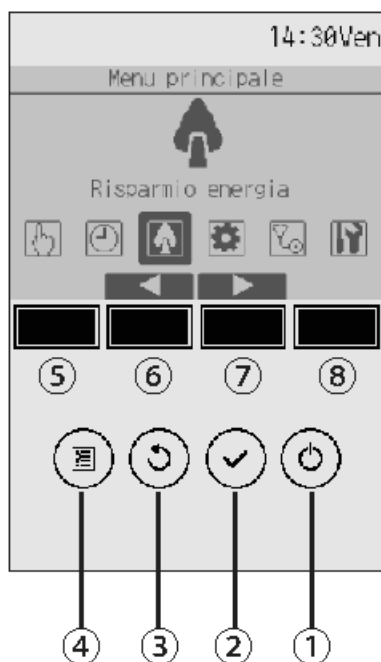 14:30Ven
Menu principale
Risparmio energia
⑤ ⑥ ⑦ ⑧
④ ③ ② ①